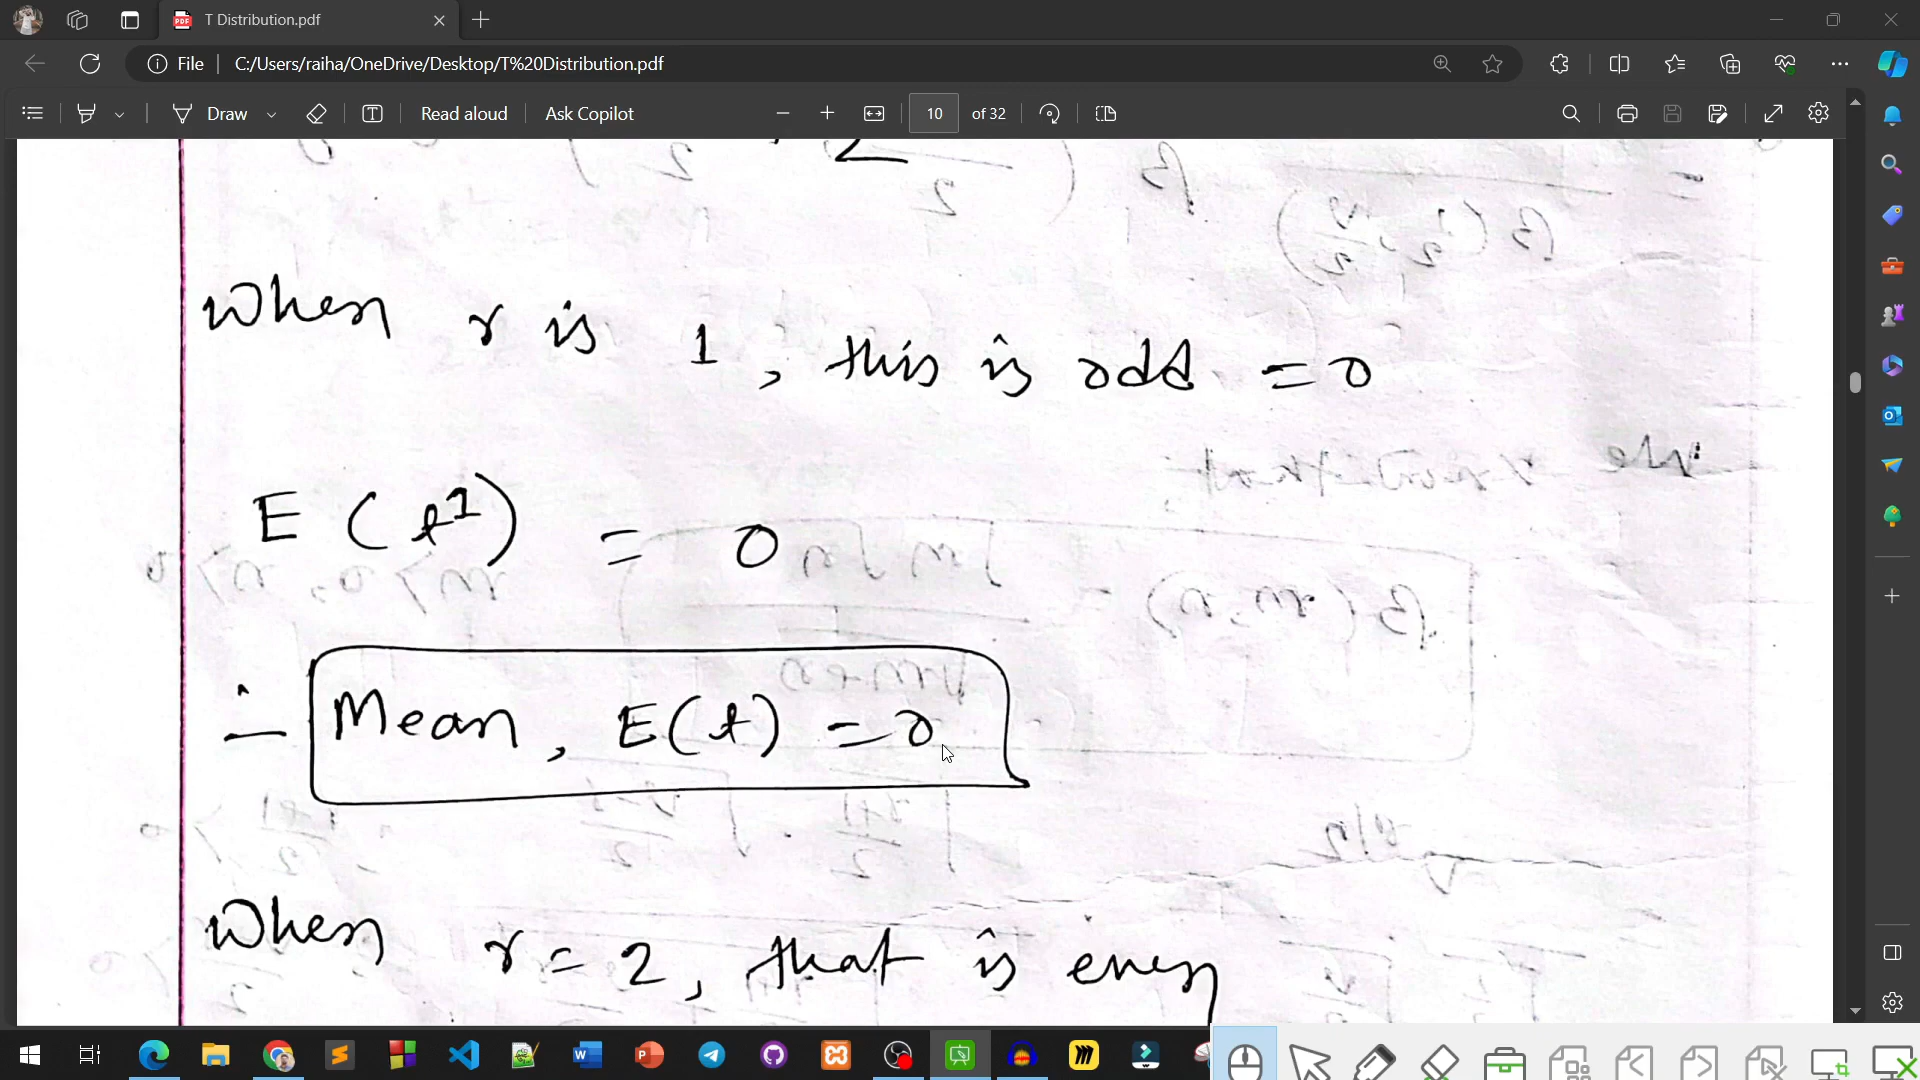 T Distribution.pdf
File
C:/Users/raiha/OneDrive/Desktop/T%20Distribution.pdf
Draw
Read aloud
Ask Copilot
10
of 32
when r is 1, this is odd = 0
E (t¹) = 0
∴ Mean, E(t) = 0
when r = 2, that is even